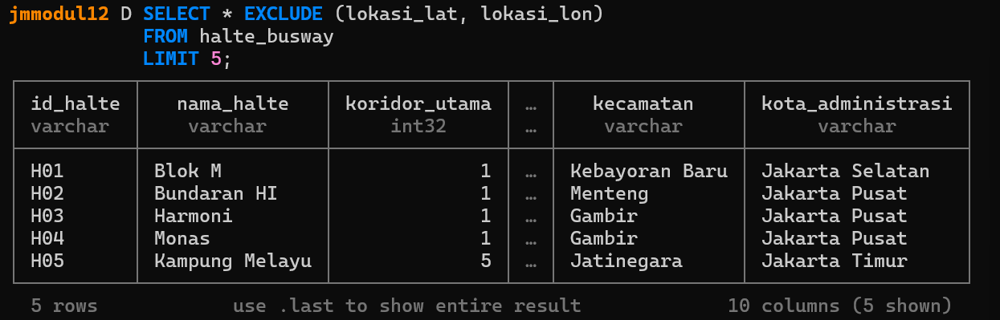 jmmodul12 D SELECT * EXCLUDE (lokasi_lat, lokasi_lon)
FROM halte_busway
LIMIT 5;
id_halte nama_halte koridor_utama … kecamatan kota_administrasi
varchar varchar int32 … varchar varchar
H01 Blok M 1 … Kebayoran Baru Jakarta Selatan
H02 Bundaran HI 1 … Menteng Jakarta Pusat
H03 Harmoni 1 … Gambir Jakarta Pusat
H04 Monas 1 … Gambir Jakarta Pusat
H05 Kampung Melayu 5 … Jatinegara Jakarta Timur
5 rows use .last to show entire result 10 columns (5 shown)